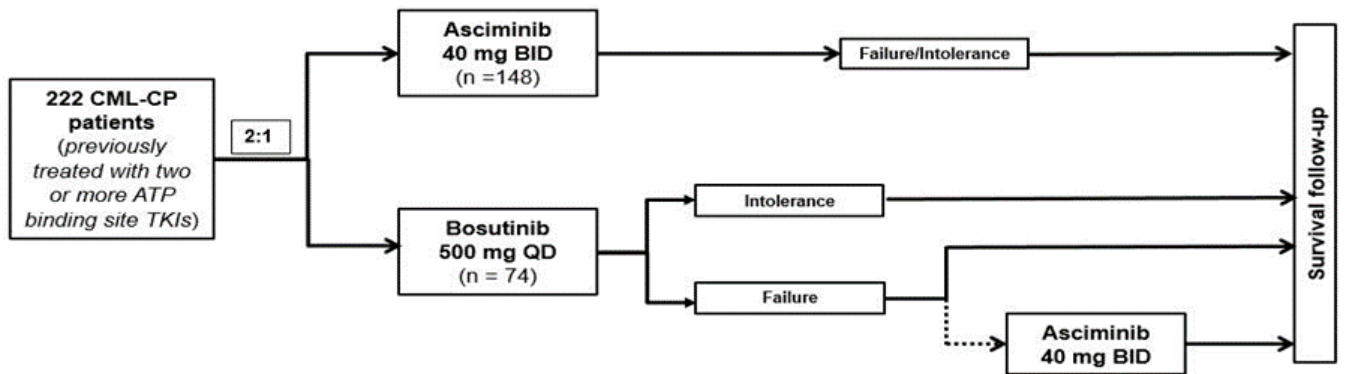 222 CML-CP
patients
(previously
treated with two
or more ATP
binding site TKIs)
2:1
Asciminib
40 mg BID
(n =148)
Failure/Intolerance
Bosutinib
500 mg QD
(n = 74)
Intolerance
Failure
Asciminib
40 mg BID
Survival follow-up